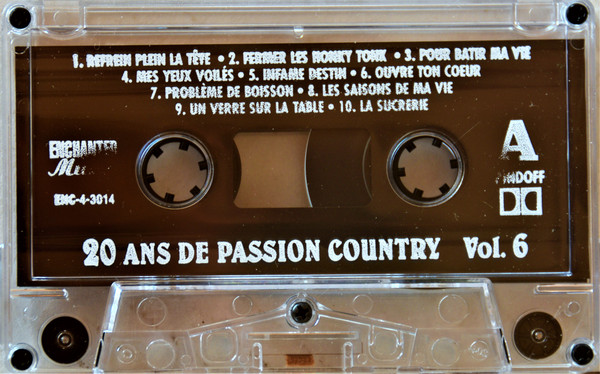 1. REFREIN PLEIN LA TÊTE • 2. FERMER LES HONKY TONK • 3. POUR BATIR MA VIE
4. MES YEUX VOILÉS • 5. INFAME DESTIN • 6. OUVRE TON COEUR
7. PROBLÈME DE BOISSON • 8. LES SAISONS DE MA VIE
9. UN VERRE SUR LA TABLE • 10. LA SUCRERIE
ENCHANTED
A
EMC-4-3014
20 ANS DE PASSION COUNTRY Vol. 6